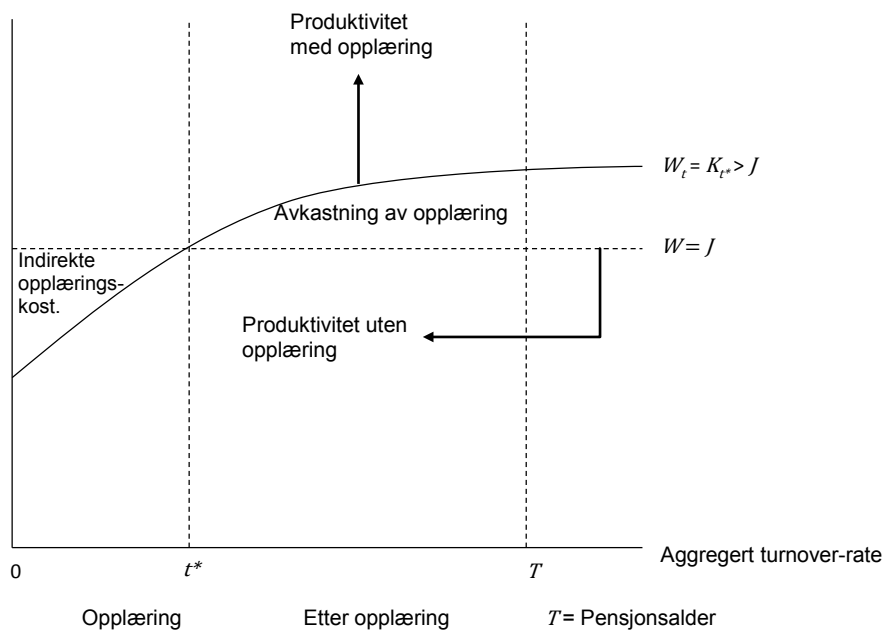 Produktivitet
med opplæring
W_t = K_t* > J
Avkastning av opplæring
W = J
Indirekte
opplærings-
kost.
Produktivitet uten
opplæring
Aggregert turnover-rate
0
t*
T
Opplæring
Etter opplæring
T = Pensjonsalder